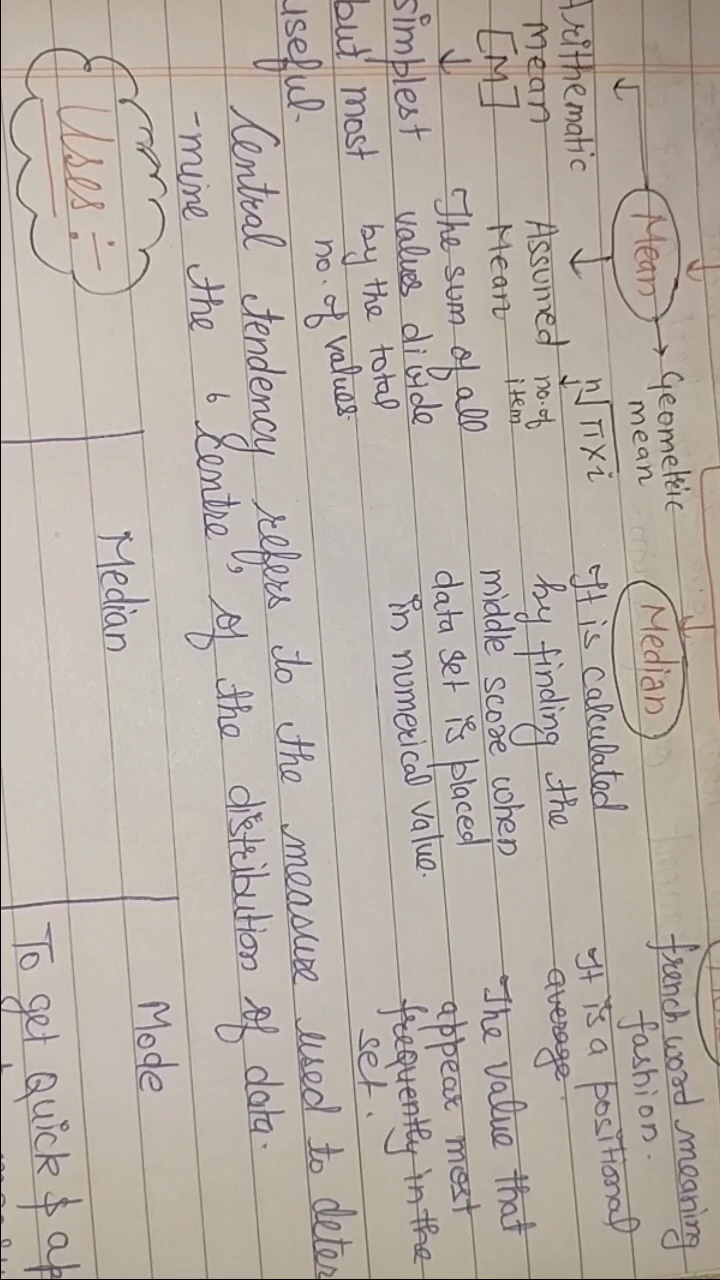 Mean → Geometric
mean
Arithematic
Mean
[M]
simplest
but most
useful.
Assumed
Mean
The sum of all
values divide
by the total
no. of values.
no. of
item
n√πxi
Median
It is calculated
by finding the
middle score when
data set is placed
in numerical value.
french word meaning
fashion.
It is a positional
average.
The value that
appear most
frequently in the
set.
Central tendency refers to the measure used to deter
-mine the 'Centre', of the distribution of data.
Uses :-
Median
Mode
To get quick & ap